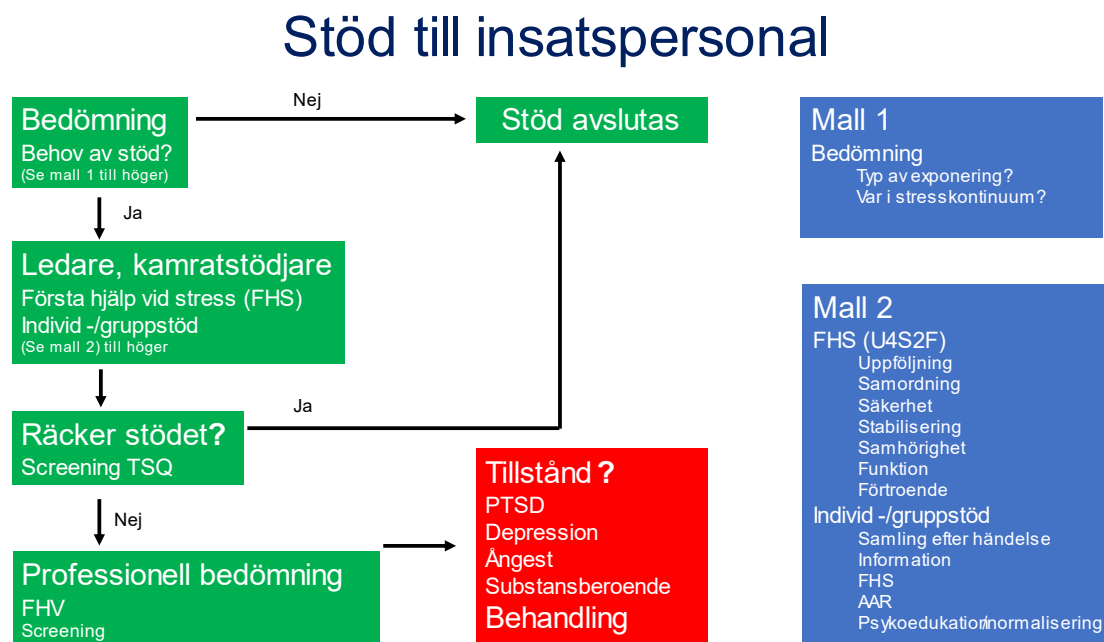 Stöd till insatspersonal
Bedömning
Behov av stöd?
(Se mall 1 till höger)
Nej
Stöd avslutas
Ja
Ledare, kamratstödjare
Första hjälp vid stress (FHS)
Individ -/gruppstöd
(Se mall 2) till höger
Räcker stödet?
Screening TSQ
Ja
Nej
Professionell bedömning
FHV
Screening
Tillstånd ?
PTSD
Depression
Ångest
Substansberoende
Behandling
Mall 1
Bedömning
Typ av exponering?
Var i stresskontinuum?
Mall 2
FHS (U4S2F)
Uppföljning
Samordning
Säkerhet
Stabilisering
Samhörighet
Funktion
Förtroende
Individ -/gruppstöd
Samling efter händelse
Information
FHS
AAR
Psykoedukation/normalisering